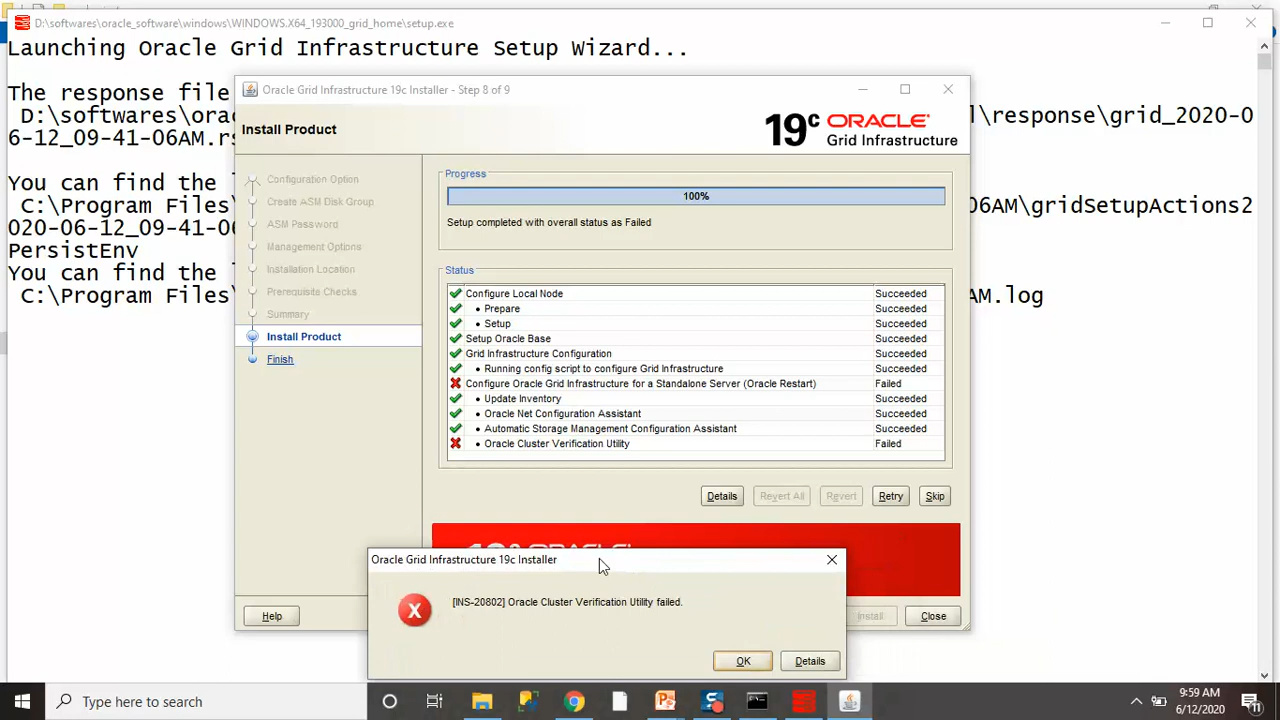 D:\softwares\oracle_software\windows\WINDOWS.X64_193000_grid_home\setup.exe
Launching Oracle Grid Infrastructure Setup Wizard...
The response file
D:\softwares\orac
l\response\grid_2020-0
6-12_09-41-06AM.rs
You can find the l
C:\Program Files\
06AM\gridSetupActions2
020-06-12_09-41-06
PersistEnv
You can find the l
C:\Program Files\
AM.log
Oracle Grid Infrastructure 19c Installer - Step 8 of 9
Install Product
19c ORACLE
Grid Infrastructure
Configuration Option
Create ASM Disk Group
ASM Password
Management Options
Installation Location
Prerequisite Checks
Summary
Install Product
Finish
Progress
100%
Setup completed with overall status as Failed
Status
Configure Local Node Succeeded
• Prepare Succeeded
• Setup Succeeded
Setup Oracle Base Succeeded
Grid Infrastructure Configuration Succeeded
• Running config script to configure Grid Infrastructure Succeeded
Configure Oracle Grid Infrastructure for a Standalone Server (Oracle Restart) Failed
• Update Inventory Succeeded
• Oracle Net Configuration Assistant Succeeded
• Automatic Storage Management Configuration Assistant Succeeded
• Oracle Cluster Verification Utility Failed
Details Revert All Revert Retry Skip
Help Install Close
Oracle Grid Infrastructure 19c Installer
[INS-20802] Oracle Cluster Verification Utility failed.
OK Details
Type here to search
9:59 AM
6/12/2020
11